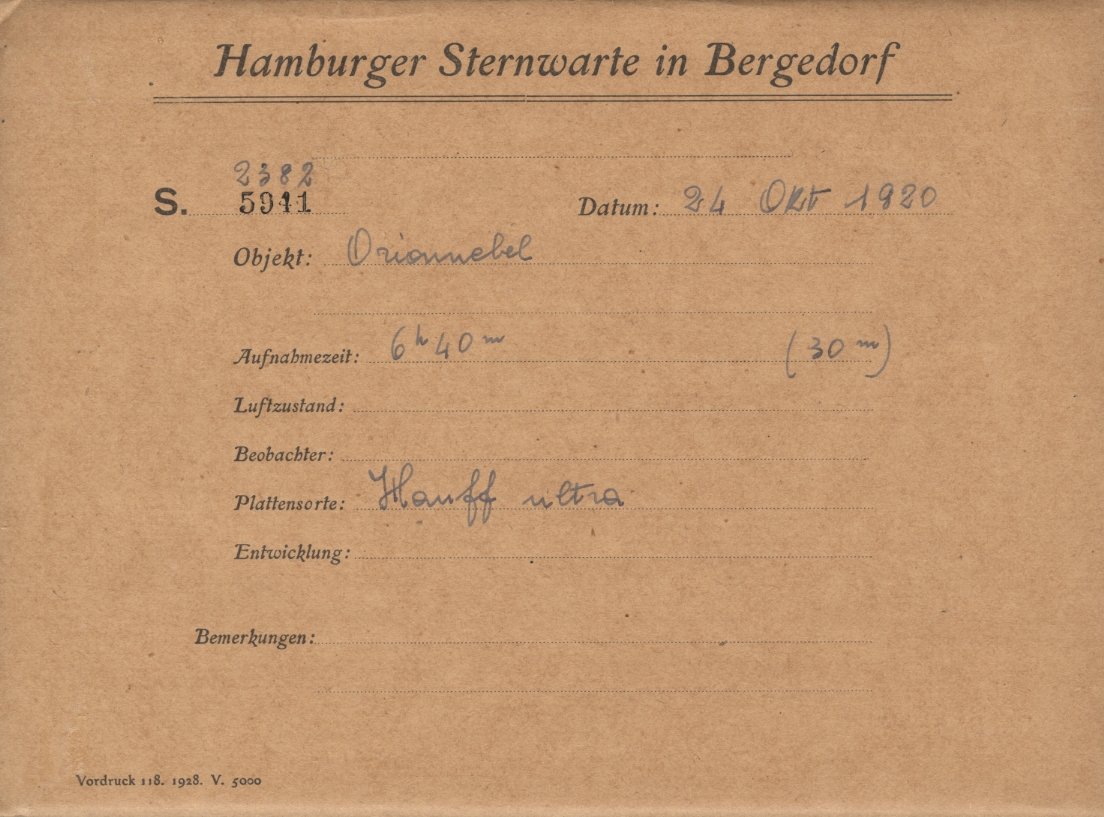 Hamburger Sternwarte in Bergedorf
2382
S. 5941 Datum: 24 Okt 1920
Objekt: Orionnebel
Aufnahmezeit: 6h 40m (30m)
Luftzustand:
Beobachter:
Plattensorte: Hauff ultra
Entwicklung:
Bemerkungen:
Vordruck 118. 1928. V. 5000